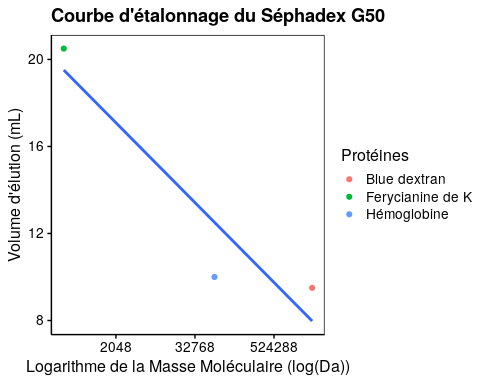 Courbe d'étalonnage du Séphadex G50
Volume d'élution (mL)
20
16
12
8
2048
32768
524288
Logarithme de la Masse Moléculaire (log(Da))
Protéines
Blue dextran
Ferycianine de K
Hémoglobine